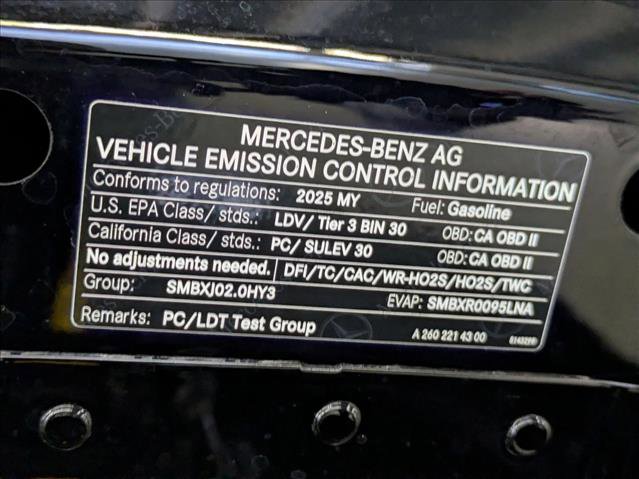 MERCEDES-BENZ AG
VEHICLE EMISSION CONTROL INFORMATION
Conforms to regulations: 2025 MY Fuel: Gasoline
U.S. EPA Class/ stds.: LDV/ Tier 3 BIN 30 OBD: CA OBD II
California Class/ stds.: PC/ SULEV 30 OBD: CA OBD II
No adjustments needed. DFI/TC/CAC/WR-HO2S/HO2S/TWC
Group: SMBXJ02.0HY3 EVAP: SMBXR0095LNA
Remarks: PC/LDT Test Group A 260 221 43 00